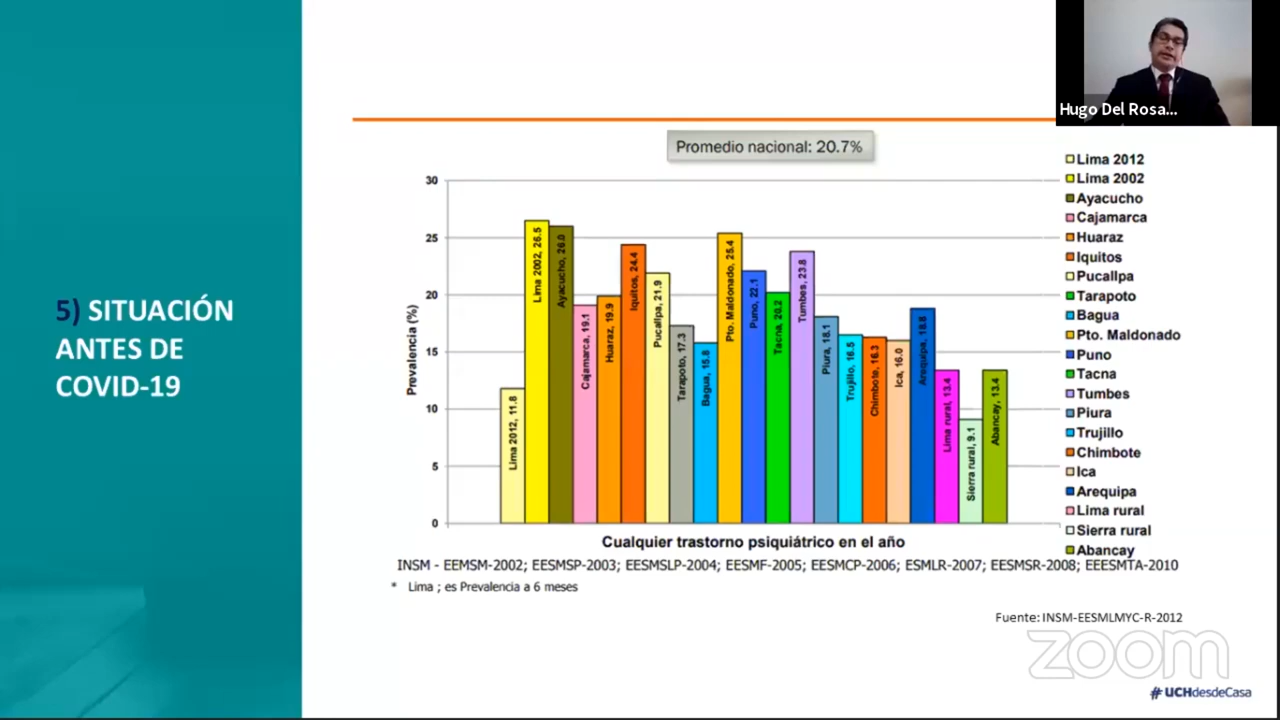 Hugo Del Rosa...
5) SITUACIÓN
ANTES DE
COVID-19
Promedio nacional: 20.7%
Prevalencia (%)
30
25
20
15
10
5
0
Lima 2012, 11.8
Lima 2002, 26.5
Ayacucho, 26.0
Cajamarca, 19.1
Huaraz, 19.9
Iquitos, 24.4
Pucallpa, 21.9
Tarapoto, 17.3
Bagua, 15.8
Pto. Maldonado, 25.4
Puno, 22.1
Tacna, 20.2
Tumbes, 23.8
Piura, 18.1
Trujillo, 16.5
Chimbote, 16.3
Ica, 16.0
Arequipa, 18.8
Lima rural, 13.4
Sierra rural, 9.1
Abancay, 13.4
Lima 2012
Lima 2002
Ayacucho
Cajamarca
Huaraz
Iquitos
Pucallpa
Tarapoto
Bagua
Pto. Maldonado
Puno
Tacna
Tumbes
Piura
Trujillo
Chimbote
Ica
Arequipa
Lima rural
Sierra rural
Abancay
Cualquier trastorno psiquiátrico en el año
INSM - EEMSM-2002; EESMSP-2003; EESMSLP-2004; EESMF-2005; EESMCP-2006; ESMLR-2007; EESMSR-2008; EEESMTA-2010
* Lima ; es Prevalencia a 6 meses
Fuente: INSM-EESMLMYC-R-2012
zoom
#UCHdesdeCasa